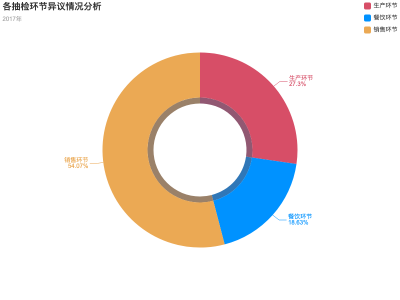 各抽检环节异议情况分析
2017年
生产环节
餐饮环节
销售环节
生产环节
27.3%
销售环节
54.07%
餐饮环节
18.63%